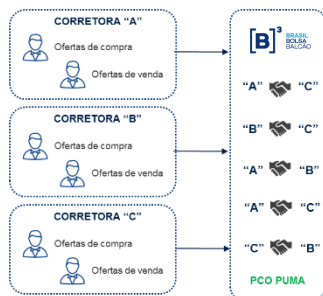 CORRETORA “A”
Ofertas de compra
Ofertas de venda
CORRETORA “B”
Ofertas de compra
Ofertas de venda
CORRETORA “C”
Ofertas de compra
Ofertas de venda
[B]³ BRASIL
BOLSA
BALCÃO
“A” “C”
“B” “C”
“A” “B”
“A” “C”
“C” “B”
PCO PUMA